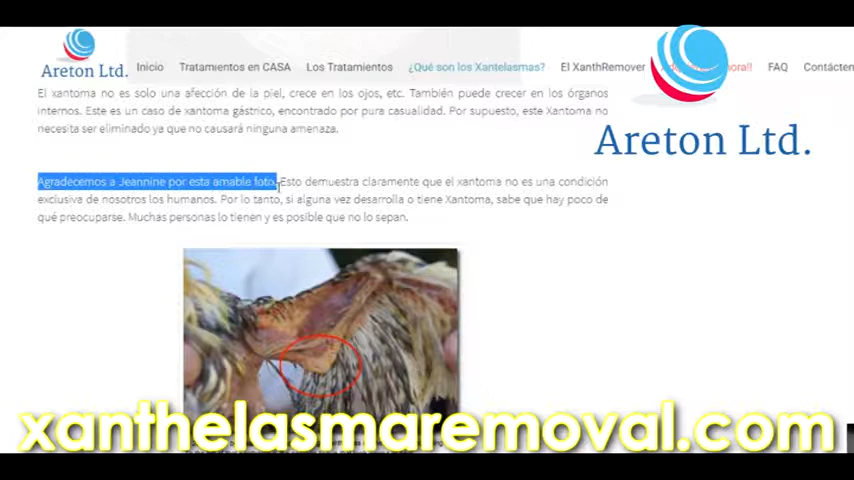 Areton Ltd.
Inicio Tratamientos en CASA Los Tratamientos ¿Qué son los Xantelasmas? El XanthRemover ahora!! FAQ Contácten
Areton Ltd.
El xantoma no es solo una afección de la piel, crece en los ojos, etc. También puede crecer en los órganos
internos. Este es un caso de xantoma gástrico, encontrado por pura casualidad. Por supuesto, este Xantoma no
necesita ser eliminado ya que no causará ninguna amenaza.
Agradecemos a Jeannine por esta amable foto. Esto demuestra claramente que el xantoma no es una condición
exclusiva de nosotros los humanos. Por lo tanto, si alguna vez desarrolla o tiene Xantoma, sabe que hay poco de
qué preocuparse. Muchas personas lo tienen y es posible que no lo sepan.
xanthelasmaremoval.com